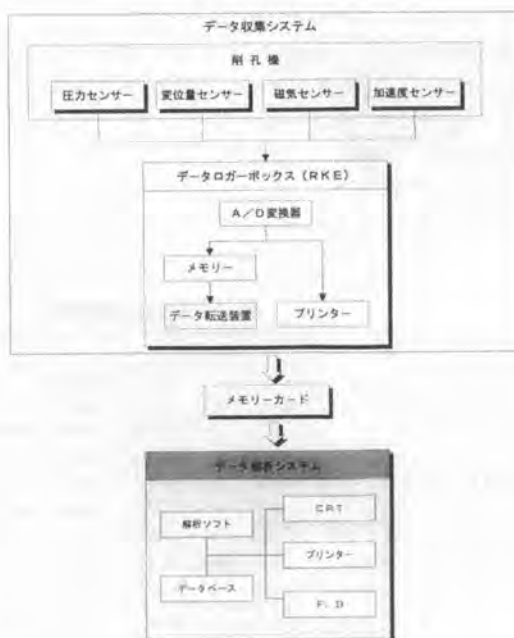 データ収集システム
削孔機
圧力センサー
変位量センサー
磁気センサー
加速度センサー
データロガーボックス（RKE）
A／D変換器
メモリー
データ転送装置
プリンター
メモリーカード
データ解析システム
解析ソフト
データベース
CRT
プリンター
F．D